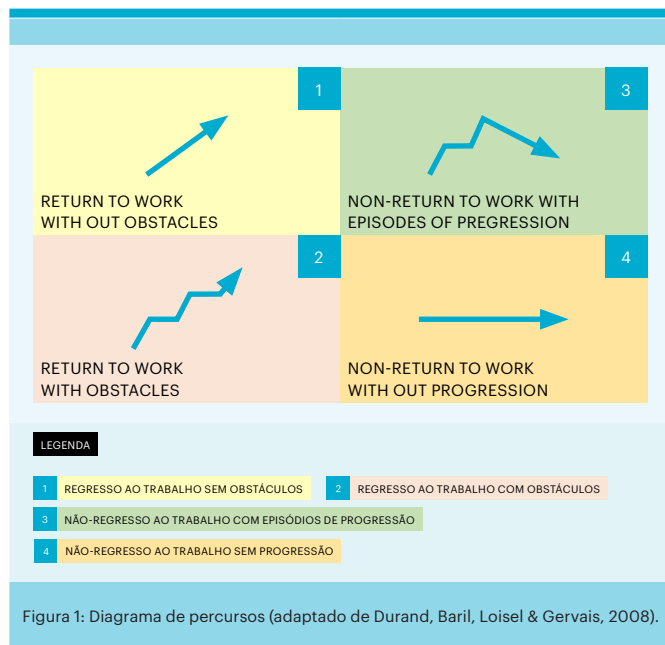 1
RETURN TO WORK
WITH OUT OBSTACLES
3
NON-RETURN TO WORK WITH
EPISODES OF PREGRESSION
2
RETURN TO WORK
WITH OBSTACLES
4
NON-RETURN TO WORK
WITH OUT PROGRESSION
LEGENDA
1 REGRESSO AO TRABALHO SEM OBSTÁCULOS
2 REGRESSO AO TRABALHO COM OBSTÁCULOS
3 NÃO-REGRESSO AO TRABALHO COM EPISÓDIOS DE PROGRESSÃO
4 NÃO-REGRESSO AO TRABALHO SEM PROGRESSÃO
Figura 1: Diagrama de percursos (adaptado de Durand, Baril, Loisel & Gervais, 2008).